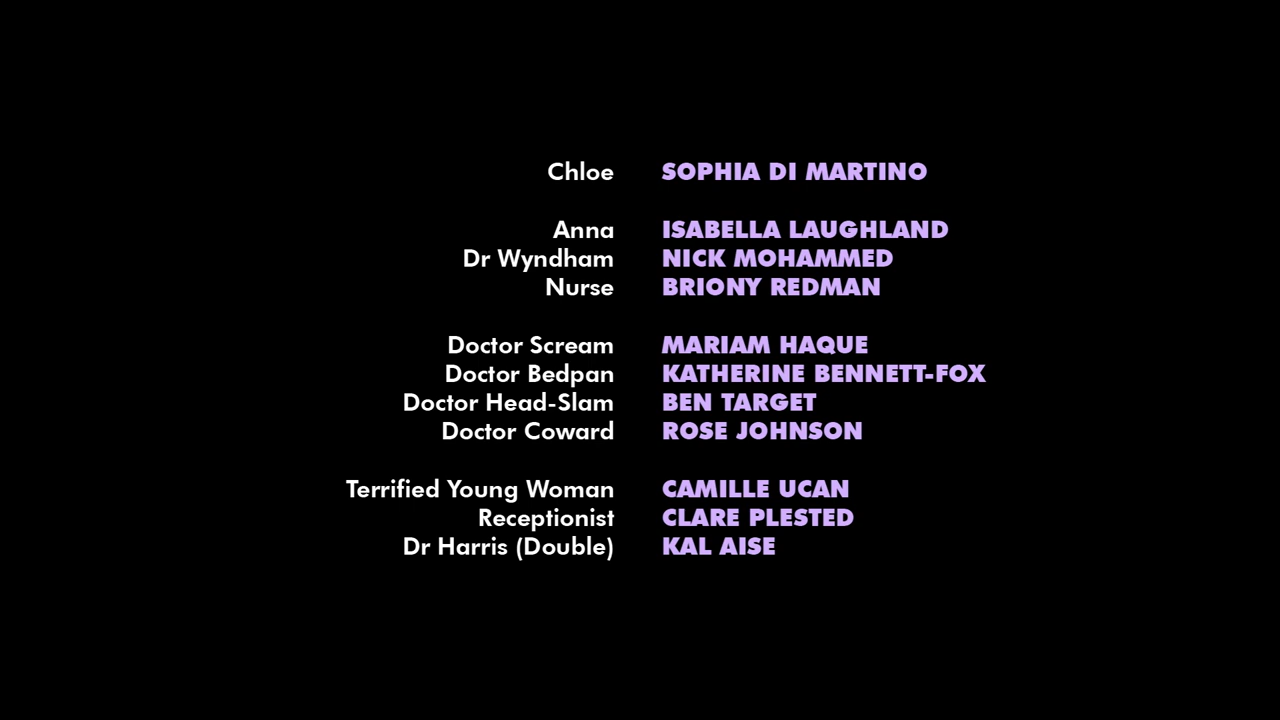 Chloe SOPHIA DI MARTINO
Anna ISABELLA LAUGHLAND
Dr Wyndham NICK MOHAMMED
Nurse BRIONY REDMAN
Doctor Scream MARIAM HAQUE
Doctor Bedpan KATHERINE BENNETT-FOX
Doctor Head-Slam BEN TARGET
Doctor Coward ROSE JOHNSON
Terrified Young Woman CAMILLE UCAN
Receptionist CLARE PLESTED
Dr Harris (Double) KAL AISE